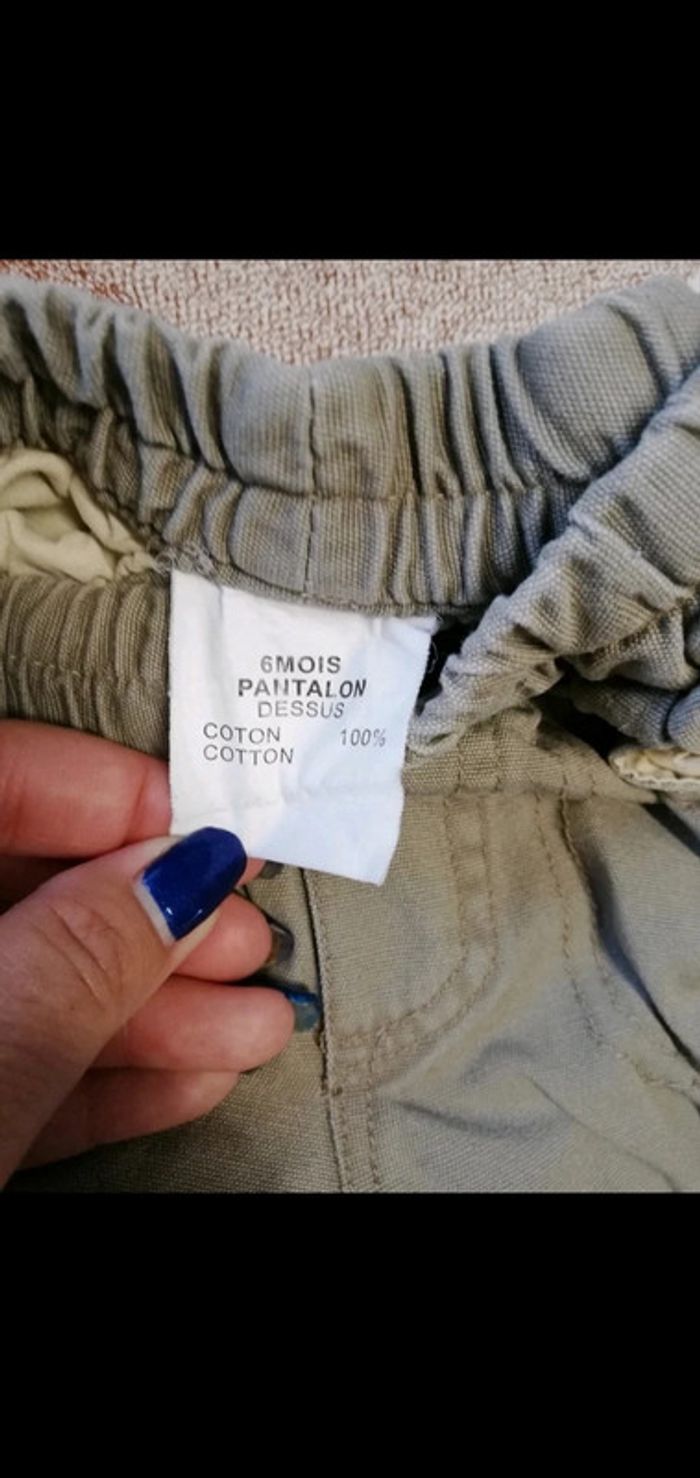 6MOIS
PANTALON
DESSUS
COTON 100%
COTTON